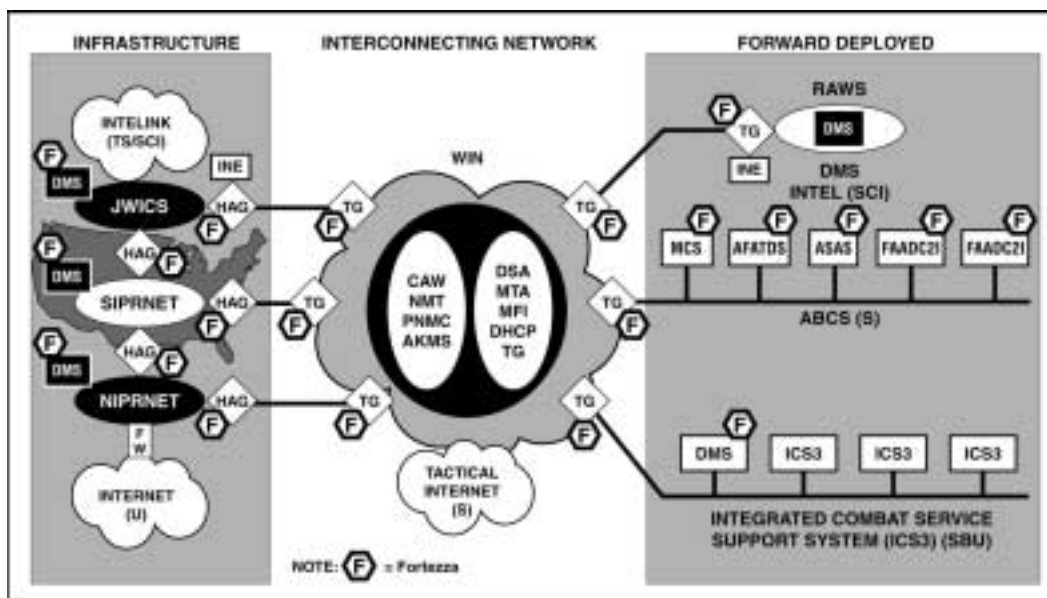 INFRASTRUCTURE
INTERCONNECTING NETWORK
FORWARD DEPLOYED
INTELINK
(TS/SCI)
F
DMS
INE
JWICS
HAG
F
HAG
F
F
DMS
SIPRNET
HAG
F
HAG
F
F
DMS
NIPRNET
HAG
F
F
W
INTERNET
(U)
WIN
TG
F
TG
F
TG
F
CAW
NMT
PNMC
AKMS
DSA
MTA
MFI
DHCP
TG
TG
F
TG
F
TG
F
TACTICAL
INTERNET
(S)
NOTE: F = Fortezza
RAWS
F
TG
DMS
INE
DMS
INTEL (SCI)
F
F
F
F
F
MCS
AFATDS
ASAS
FAADC2I
FAADC2I
ABCS (S)
F
DMS
ICS3
ICS3
ICS3
INTEGRATED COMBAT SERVICE
SUPPORT SYSTEM (ICS3) (SBU)